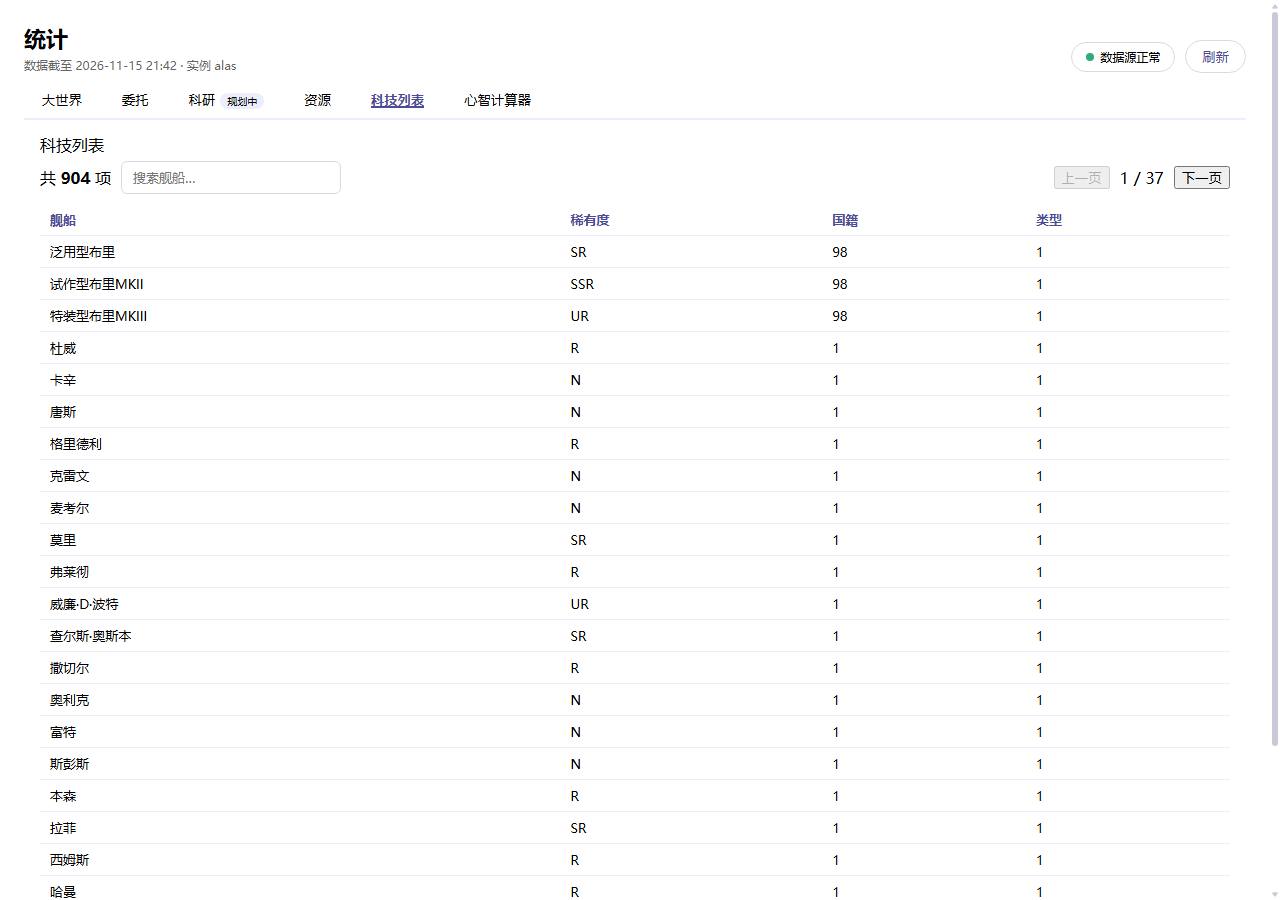 统计
数据截至 2026-11-15 21:42 · 实例 alas
数据源正常 刷新
大世界 委托 科研 规划中 资源 科技列表 心智计算器
科技列表
共 904 项 搜索舰船... 上一页 1 / 37 下一页
舰船 稀有度 国籍 类型
泛用型布里 SR 98 1
试作型布里MKII SSR 98 1
特装型布里MKIII UR 98 1
杜威 R 1 1
卡辛 N 1 1
唐斯 N 1 1
格里德利 R 1 1
克雷文 N 1 1
麦考尔 N 1 1
莫里 SR 1 1
弗莱彻 R 1 1
威廉·D·波特 UR 1 1
查尔斯·奥斯本 SR 1 1
撒切尔 R 1 1
奥利克 N 1 1
富特 N 1 1
斯彭斯 N 1 1
本森 R 1 1
拉菲 SR 1 1
西姆斯 R 1 1
哈曼 R 1 1